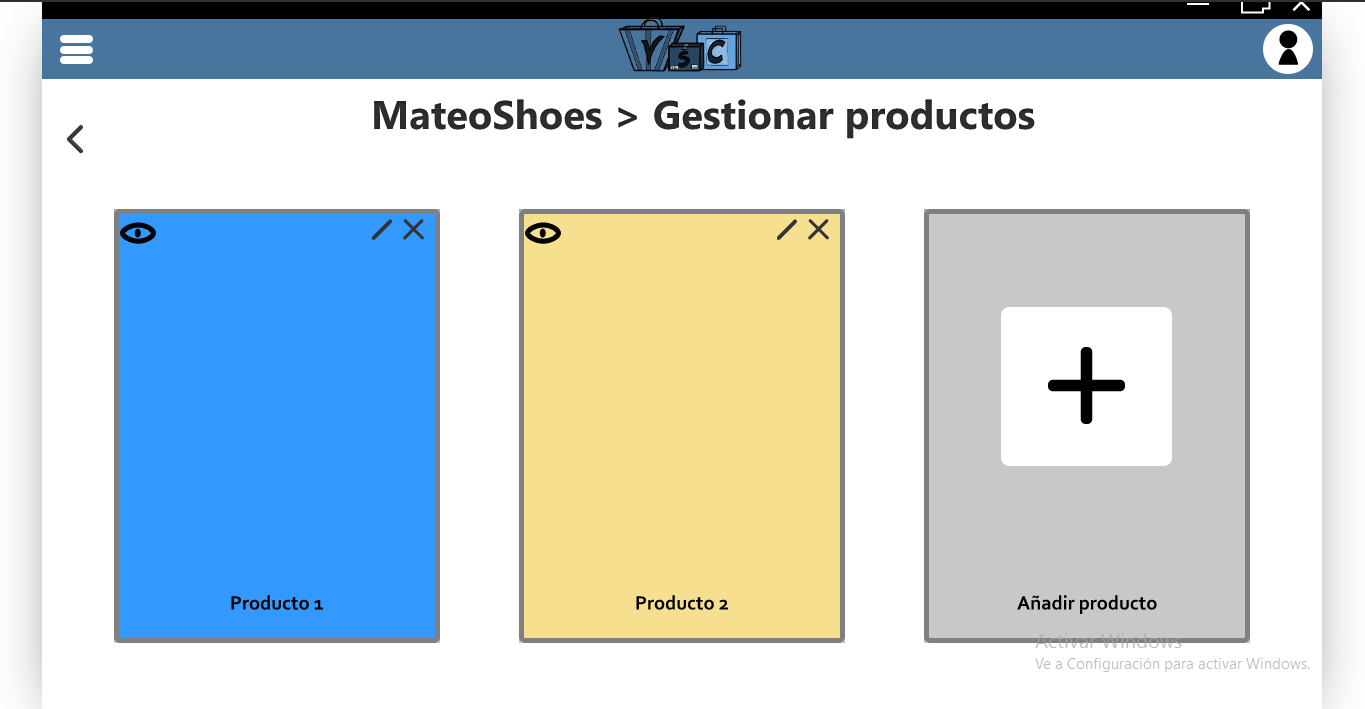 Y S C
MateoShoes > Gestionar productos
Producto 1
Producto 2
Añadir producto
Activar Windows
Ve a Configuración para activar Windows.